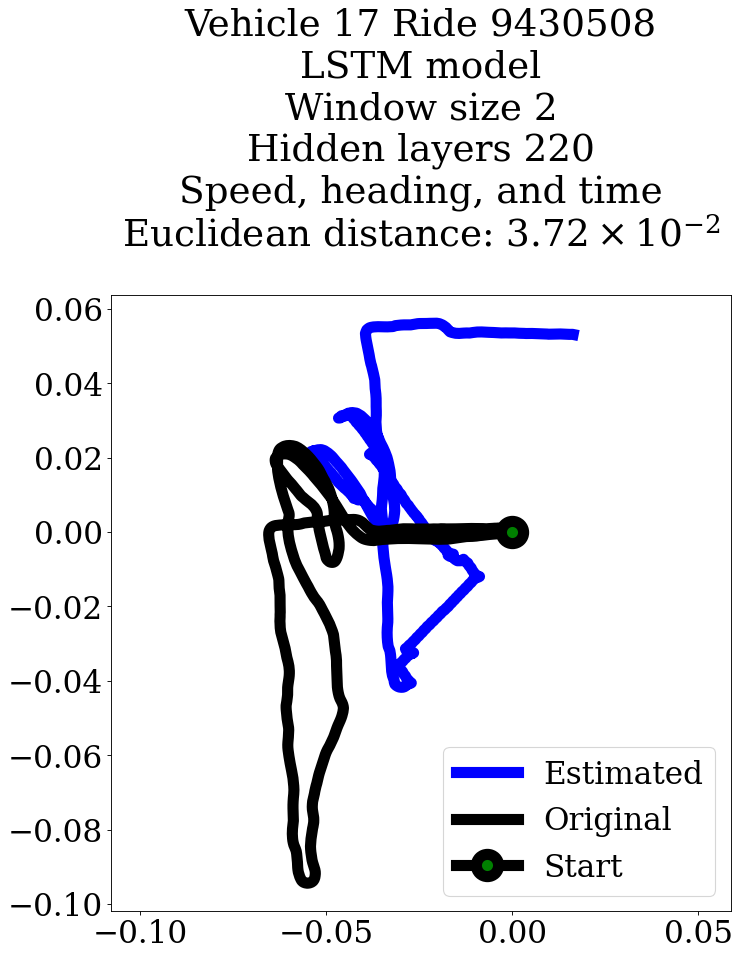 Vehicle 17 Ride 9430508
LSTM model
Window size 2
Hidden layers 220
Speed, heading, and time
Euclidean distance: 3.72 × 10⁻²
0.06
0.04
0.02
0.00
−0.02
−0.04
−0.06
−0.08
−0.10
Estimated
Original
Start
−0.10 −0.05 0.00 0.05